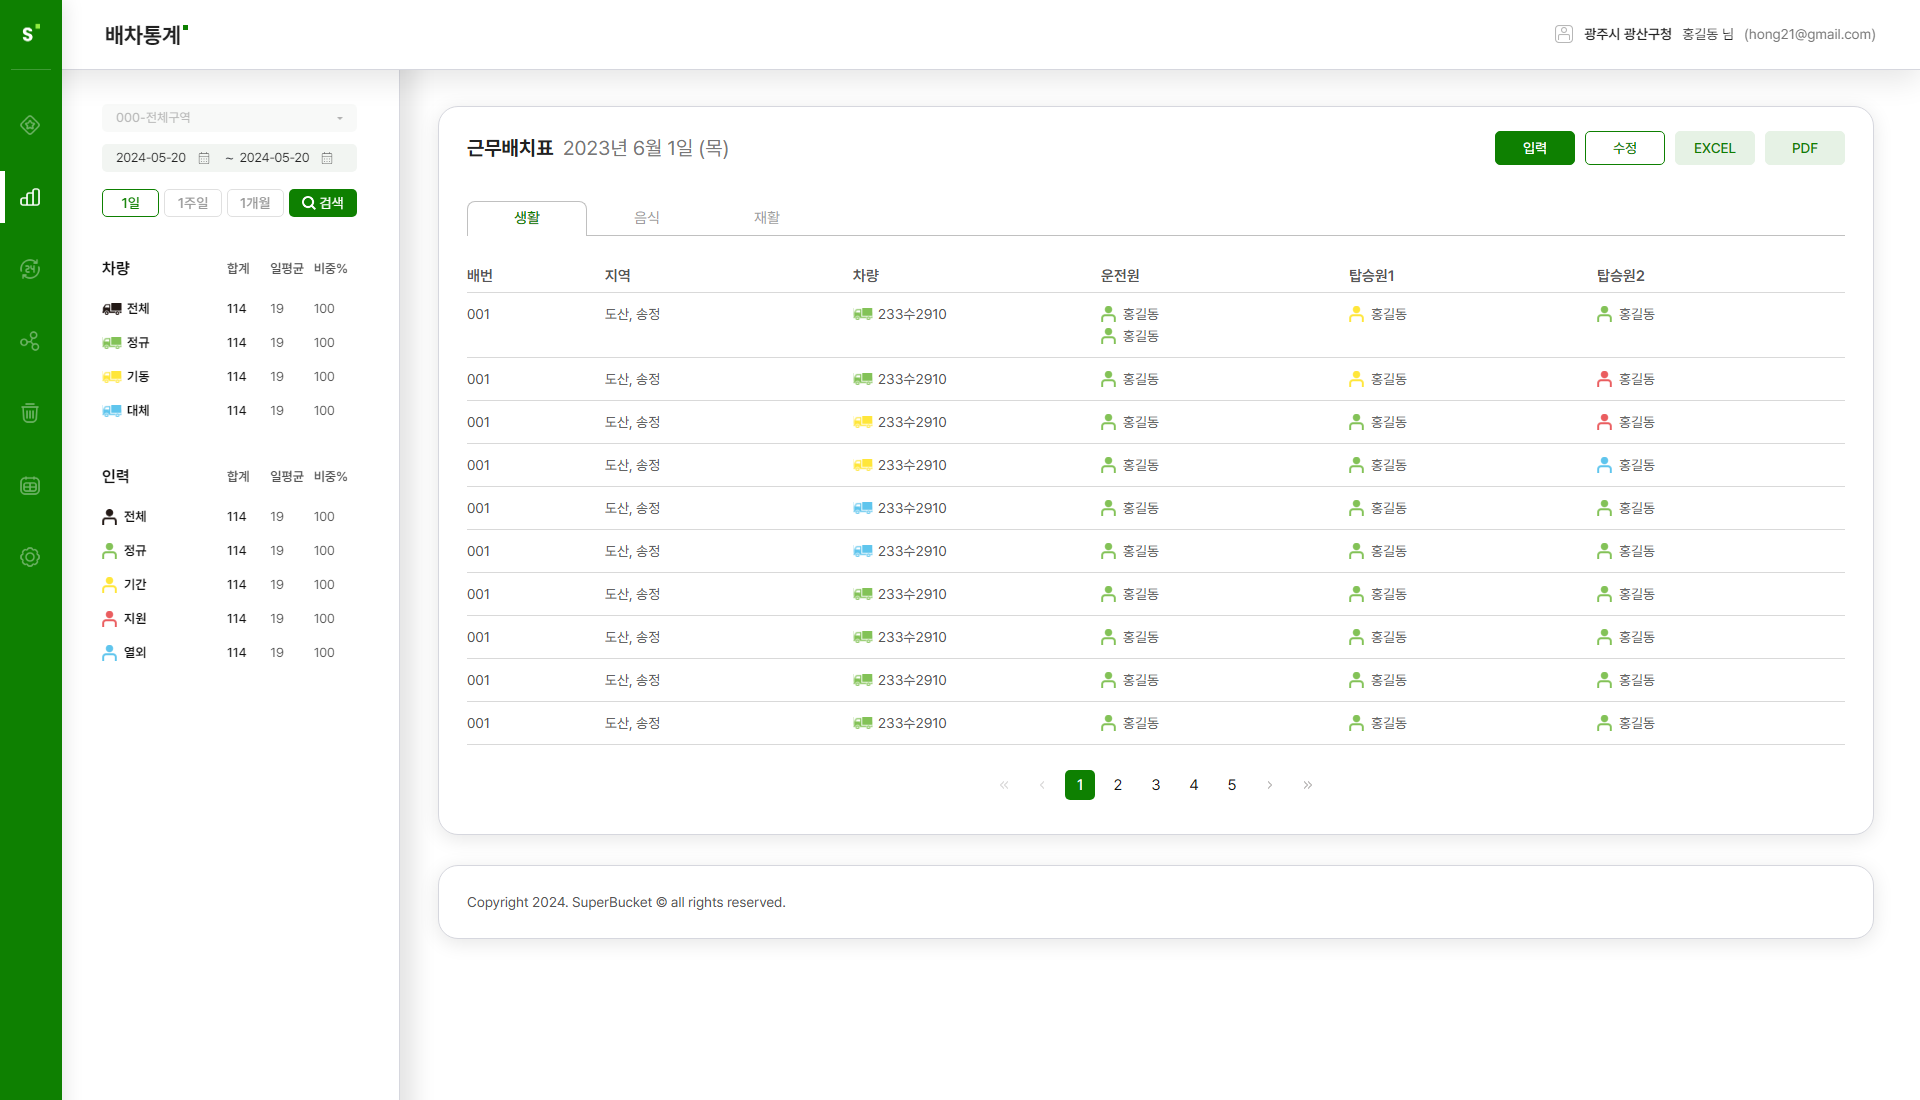 S
배차통계
광주시 광산구청 홍길동 님 (hong21@gmail.com)
000-전체구역
2024-05-20 ~ 2024-05-20
1일 1주일 1개월 검색
차량 합계 일평균 비중%
전체 114 19 100
정규 114 19 100
기동 114 19 100
대체 114 19 100
인력 합계 일평균 비중%
전체 114 19 100
정규 114 19 100
기간 114 19 100
지원 114 19 100
열외 114 19 100
24
근무배치표 2023년 6월 1일 (목)
입력 수정 EXCEL PDF
생활 음식 재활
배번 지역 차량 운전원 탑승원1 탑승원2
001 도산, 송정 233수2910 홍길동 홍길동 홍길동
홍길동
001 도산, 송정 233수2910 홍길동 홍길동 홍길동
001 도산, 송정 233수2910 홍길동 홍길동 홍길동
001 도산, 송정 233수2910 홍길동 홍길동 홍길동
001 도산, 송정 233수2910 홍길동 홍길동 홍길동
001 도산, 송정 233수2910 홍길동 홍길동 홍길동
001 도산, 송정 233수2910 홍길동 홍길동 홍길동
001 도산, 송정 233수2910 홍길동 홍길동 홍길동
001 도산, 송정 233수2910 홍길동 홍길동 홍길동
001 도산, 송정 233수2910 홍길동 홍길동 홍길동
« ‹ 1 2 3 4 5 › »
Copyright 2024. SuperBucket © all rights reserved.